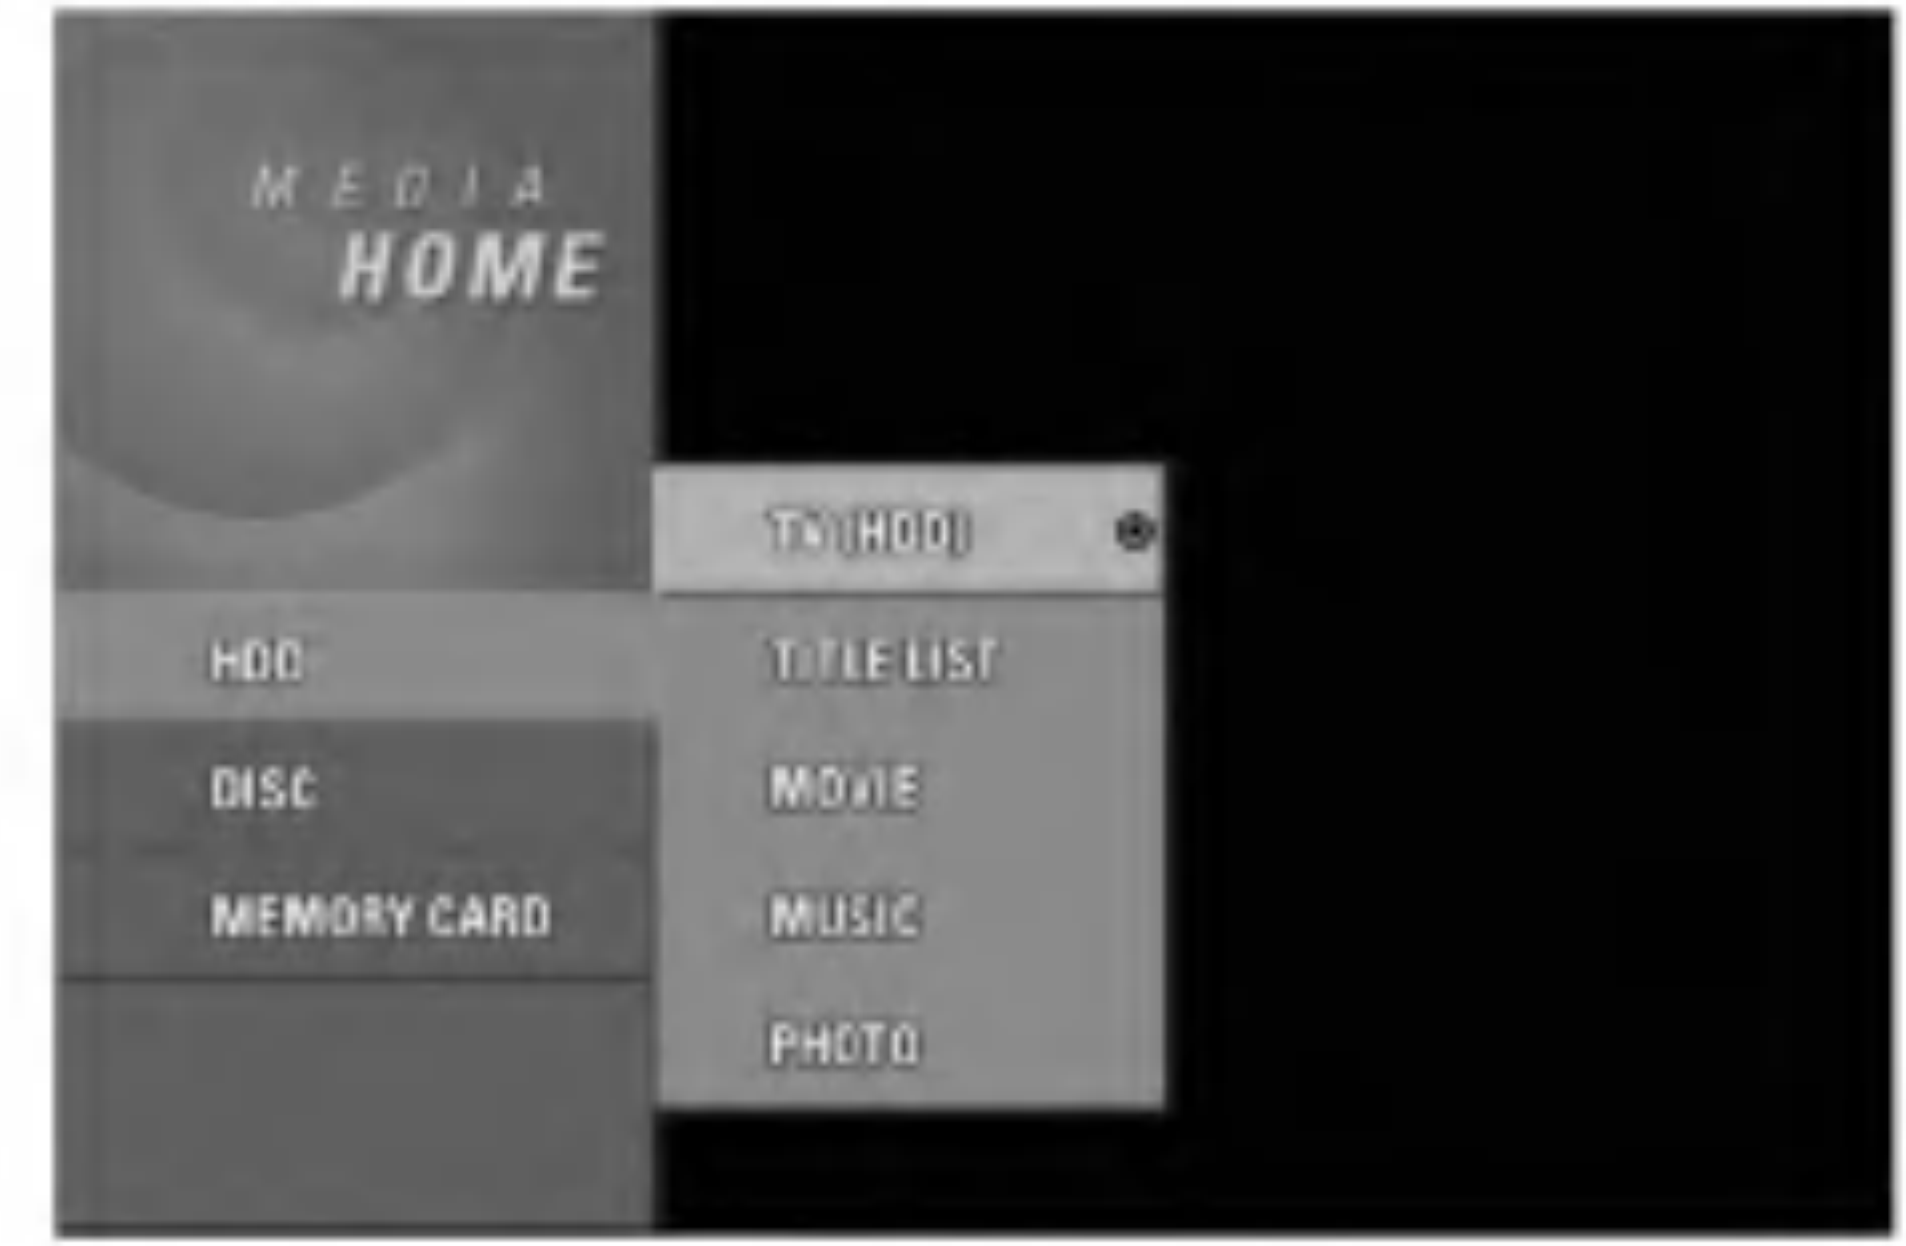 MEDIA
HOME
HDD
DISC
MEMORY CARD
TV (HDD)
TITLE LIST
MOVIE
MUSIC
PHOTO